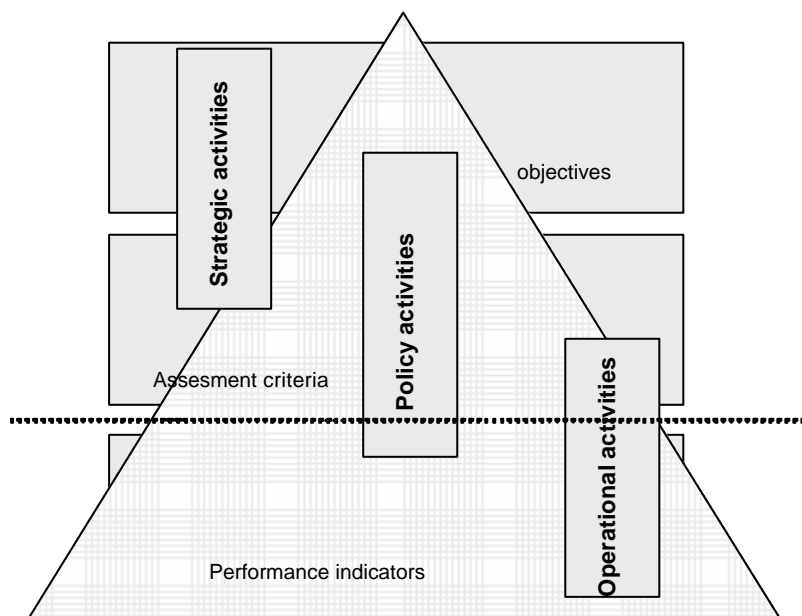 Strategic activities
objectives
Policy activities
Assesment criteria
Operational activities
Performance indicators